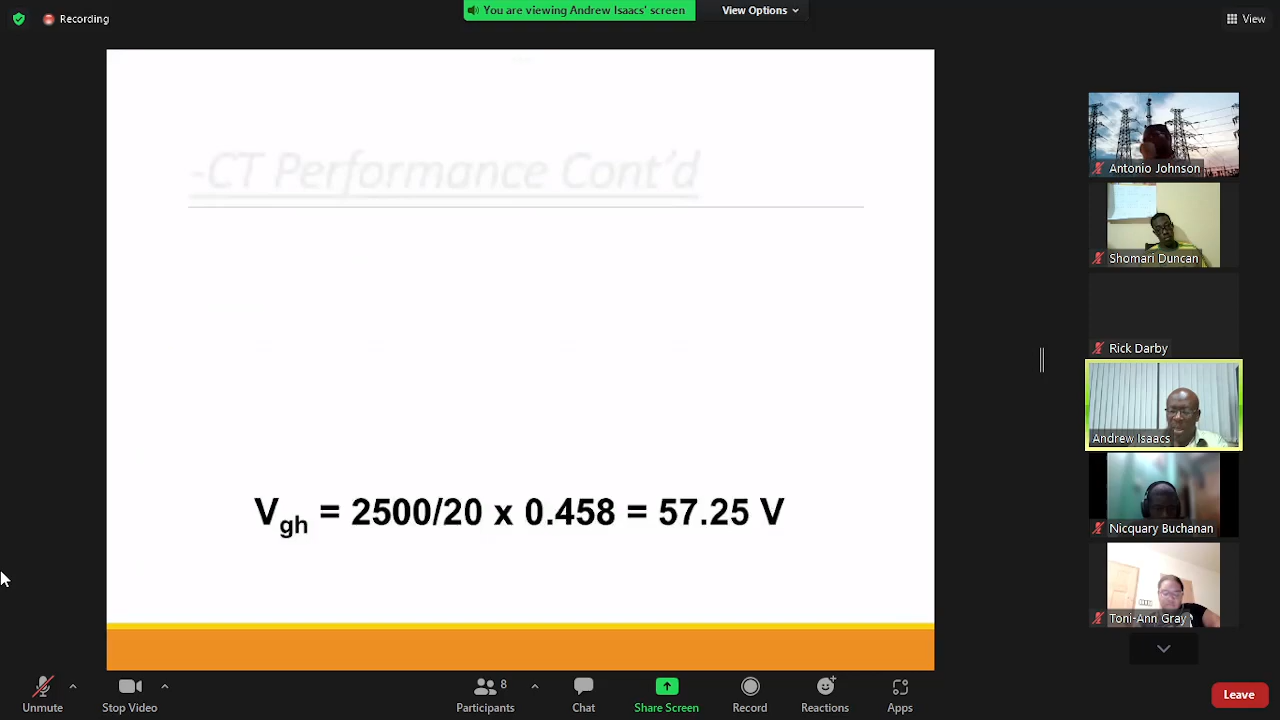 Recording
You are viewing Andrew Isaacs' screen
View Options
View
-CT Performance Cont'd
Vgh = 2500/20 x 0.458 = 57.25 V
Antonio Johnson
Shomari Duncan
Rick Darby
Andrew Isaacs
Nicquary Buchanan
Toni-Ann Gray
Unmute
Stop Video
8
Participants
Chat
Share Screen
Record
Reactions
Apps
Leave